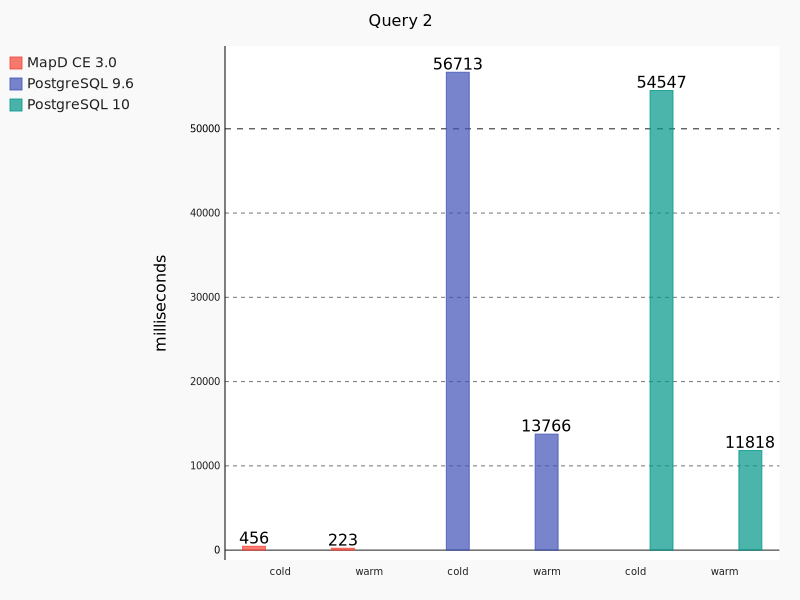 Query 2
MapD CE 3.0
PostgreSQL 9.6
PostgreSQL 10
milliseconds
50000
40000
30000
20000
10000
0
456
223
56713
13766
54547
11818
cold
warm
cold
warm
cold
warm